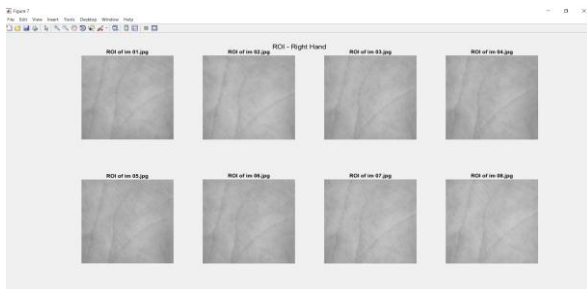 Figure 7
File Edit View Insert Tools Desktop Window Help
ROI - Right Hand
ROI of im 01.jpg ROI of im 02.jpg ROI of im 03.jpg ROI of im 04.jpg
ROI of im 05.jpg ROI of im 06.jpg ROI of im 07.jpg ROI of im 08.jpg